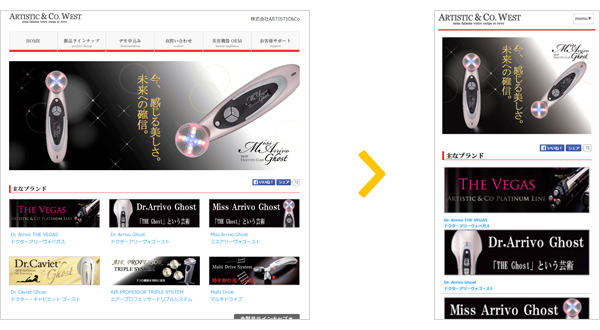 ARTISTIC & CO. WEST
株式会社ARTISTIC&Co
HOME
製品ラインナップ
デモ申込み
お問い合わせ
美容機器 OEM
お客様サポート
今、感じる美しさ。
未来への確信。
Miss
M Arrivo
Ghost
いいね!
シェア
主なブランド
THE VEGAS
ARTISTIC & CO PLATINUM LINE
Dr. Arrivo THE VEGAS
ドクターアリーヴォベガス
Dr.Arrivo Ghost
「THE Ghost」という芸術
Dr. Arrivo Ghost
ドクターアリーヴォゴースト
Miss Arrivo Ghost
「THE Ghost」という芸術
Miss Arrivo Ghost
ミスアリーヴォゴースト
Dr.Caviet
Dr. Caviet Ghost
ドクター・キャビエット ゴースト
AIR PROFESSOR
TRIPLE SYSTEM
AIR PROFESSOR TRIPLE SYSTEM
エアープロフェッサートリプルシステム
Multi Drive System
Multi Drive
マルチドライブ
ARTISTIC & CO. WEST
menu▼
今、感じる美しさ。
未来への確信。
Arrivo
Ghost
いいね!
シェア
主なブランド
THE VEGAS
ARTISTIC & CO PLATINUM LINE
Dr. Arrivo THE VEGAS
ドクターアリーヴォベガス
Dr.Arrivo Ghost
「THE Ghost」という芸術
Dr. Arrivo Ghost
ドクターアリーヴォゴースト
Miss Arrivo Ghost